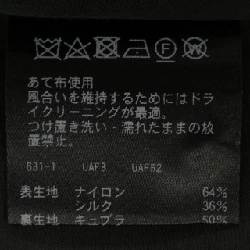 あて布使用
風合いを維持するためにはドラ
イクリーニングが最適。
つけ置き洗い・濡れたままの放
置禁止。
631-1 UAF8 UAF62
表生地 ナイロン 64%
シルク 36%
裏生地 キュプラ 50%